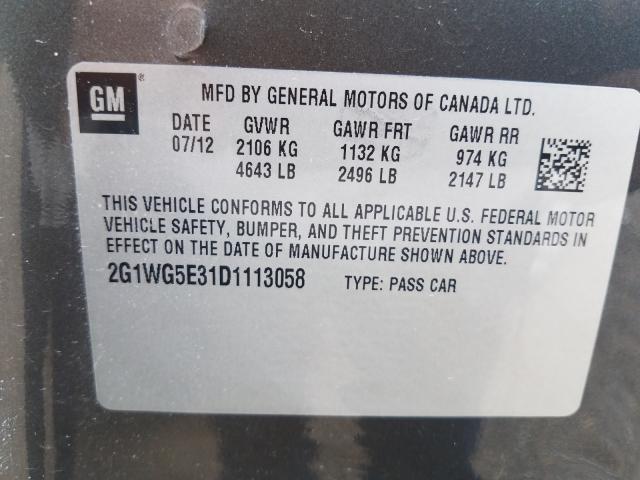 GM ®
MFD BY GENERAL MOTORS OF CANADA LTD.
DATE GVWR GAWR FRT GAWR RR
07/12 2106 KG 1132 KG 974 KG
4643 LB 2496 LB 2147 LB
THIS VEHICLE CONFORMS TO ALL APPLICABLE U.S. FEDERAL MOTOR
VEHICLE SAFETY, BUMPER, AND THEFT PREVENTION STANDARDS IN
EFFECT ON THE DATE OF MANUFACTURE SHOWN ABOVE.
2G1WG5E31D1113058 TYPE: PASS CAR